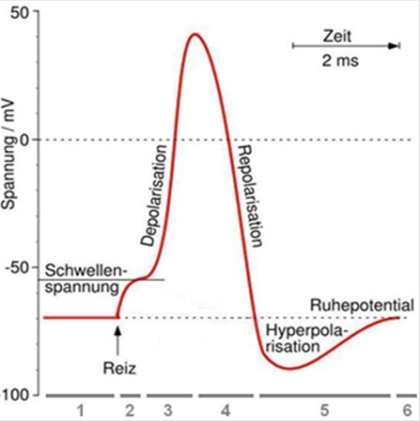 50
Zeit
2 ms
Spannung / mV
0
Depolarisation
Repolarisation
-50
Schwellen-
spannung
Ruhepotential
Hyperpola-
risation
Reiz
-100
1 2 3 4 5 6